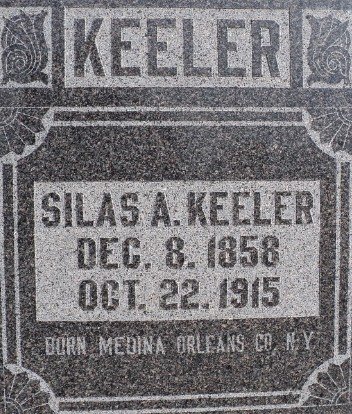 KEELER
SILAS A. KEELER
DEC. 8. 1858
OCT. 22. 1915
BORN MEDINA ORLEANS CO. N.Y.